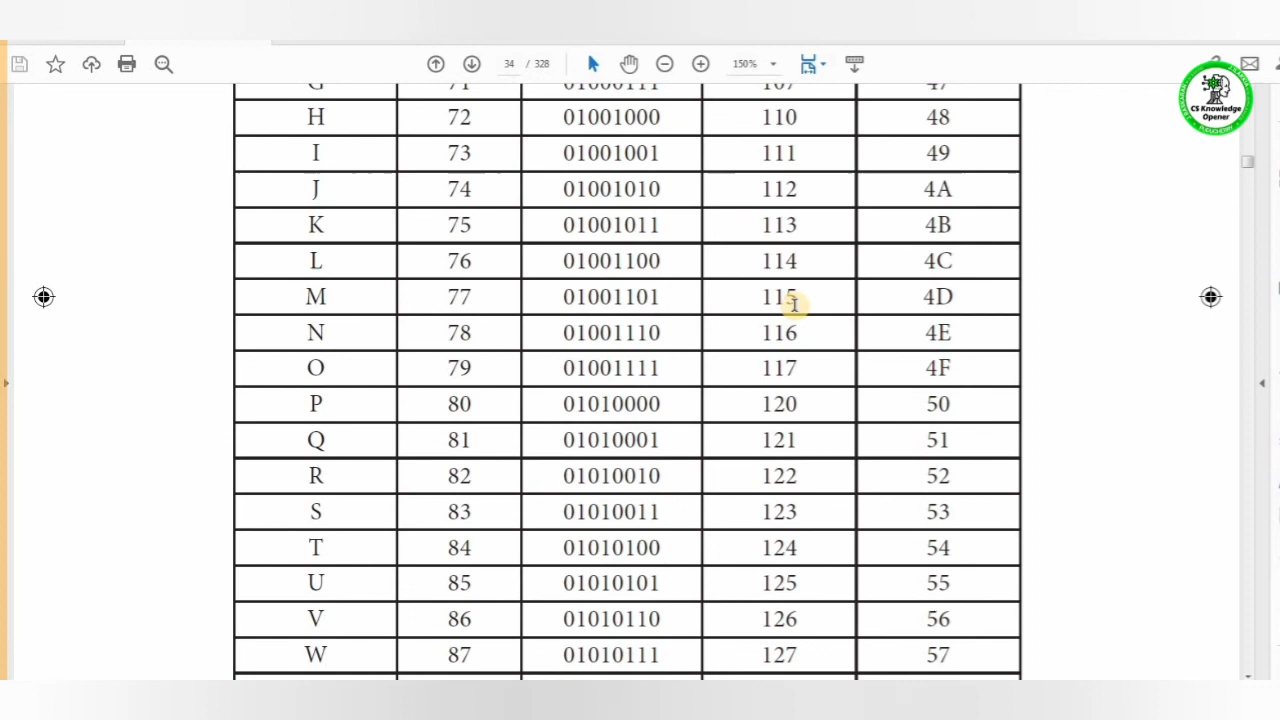 34 / 328
150%
CS Knowledge
Opener
G 71 01000111 107 47
H 72 01001000 110 48
I 73 01001001 111 49
J 74 01001010 112 4A
K 75 01001011 113 4B
L 76 01001100 114 4C
M 77 01001101 115 4D
N 78 01001110 116 4E
O 79 01001111 117 4F
P 80 01010000 120 50
Q 81 01010001 121 51
R 82 01010010 122 52
S 83 01010011 123 53
T 84 01010100 124 54
U 85 01010101 125 55
V 86 01010110 126 56
W 87 01010111 127 57